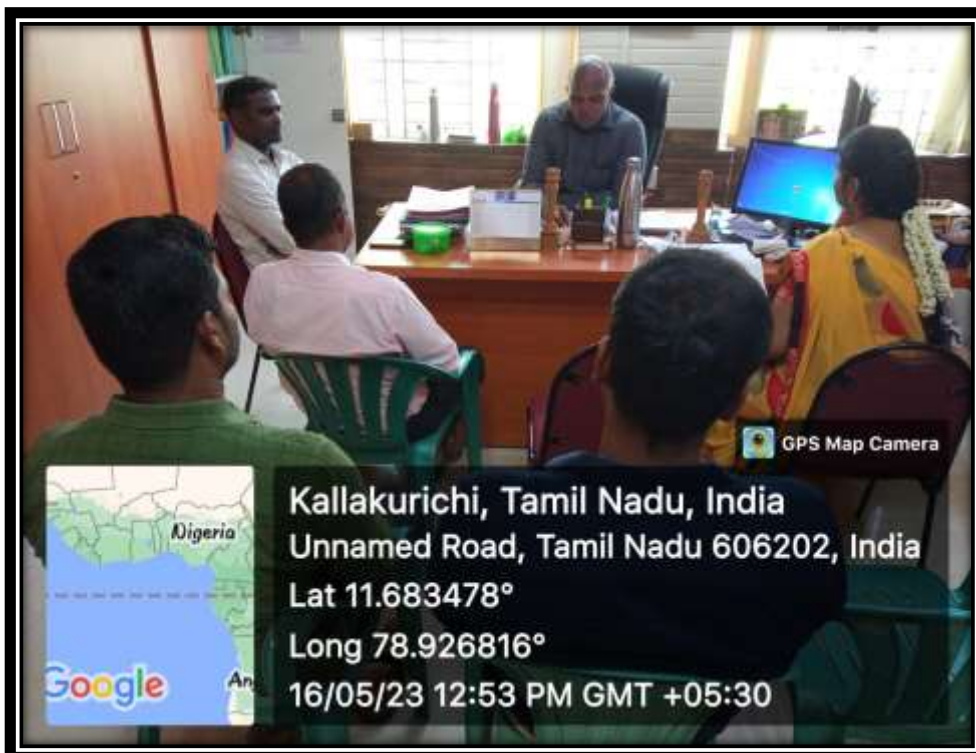 GPS Map Camera
Nigeria
Google
An
Kallakurichi, Tamil Nadu, India
Unnamed Road, Tamil Nadu 606202, India
Lat 11.683478°
Long 78.926816°
16/05/23 12:53 PM GMT +05:30